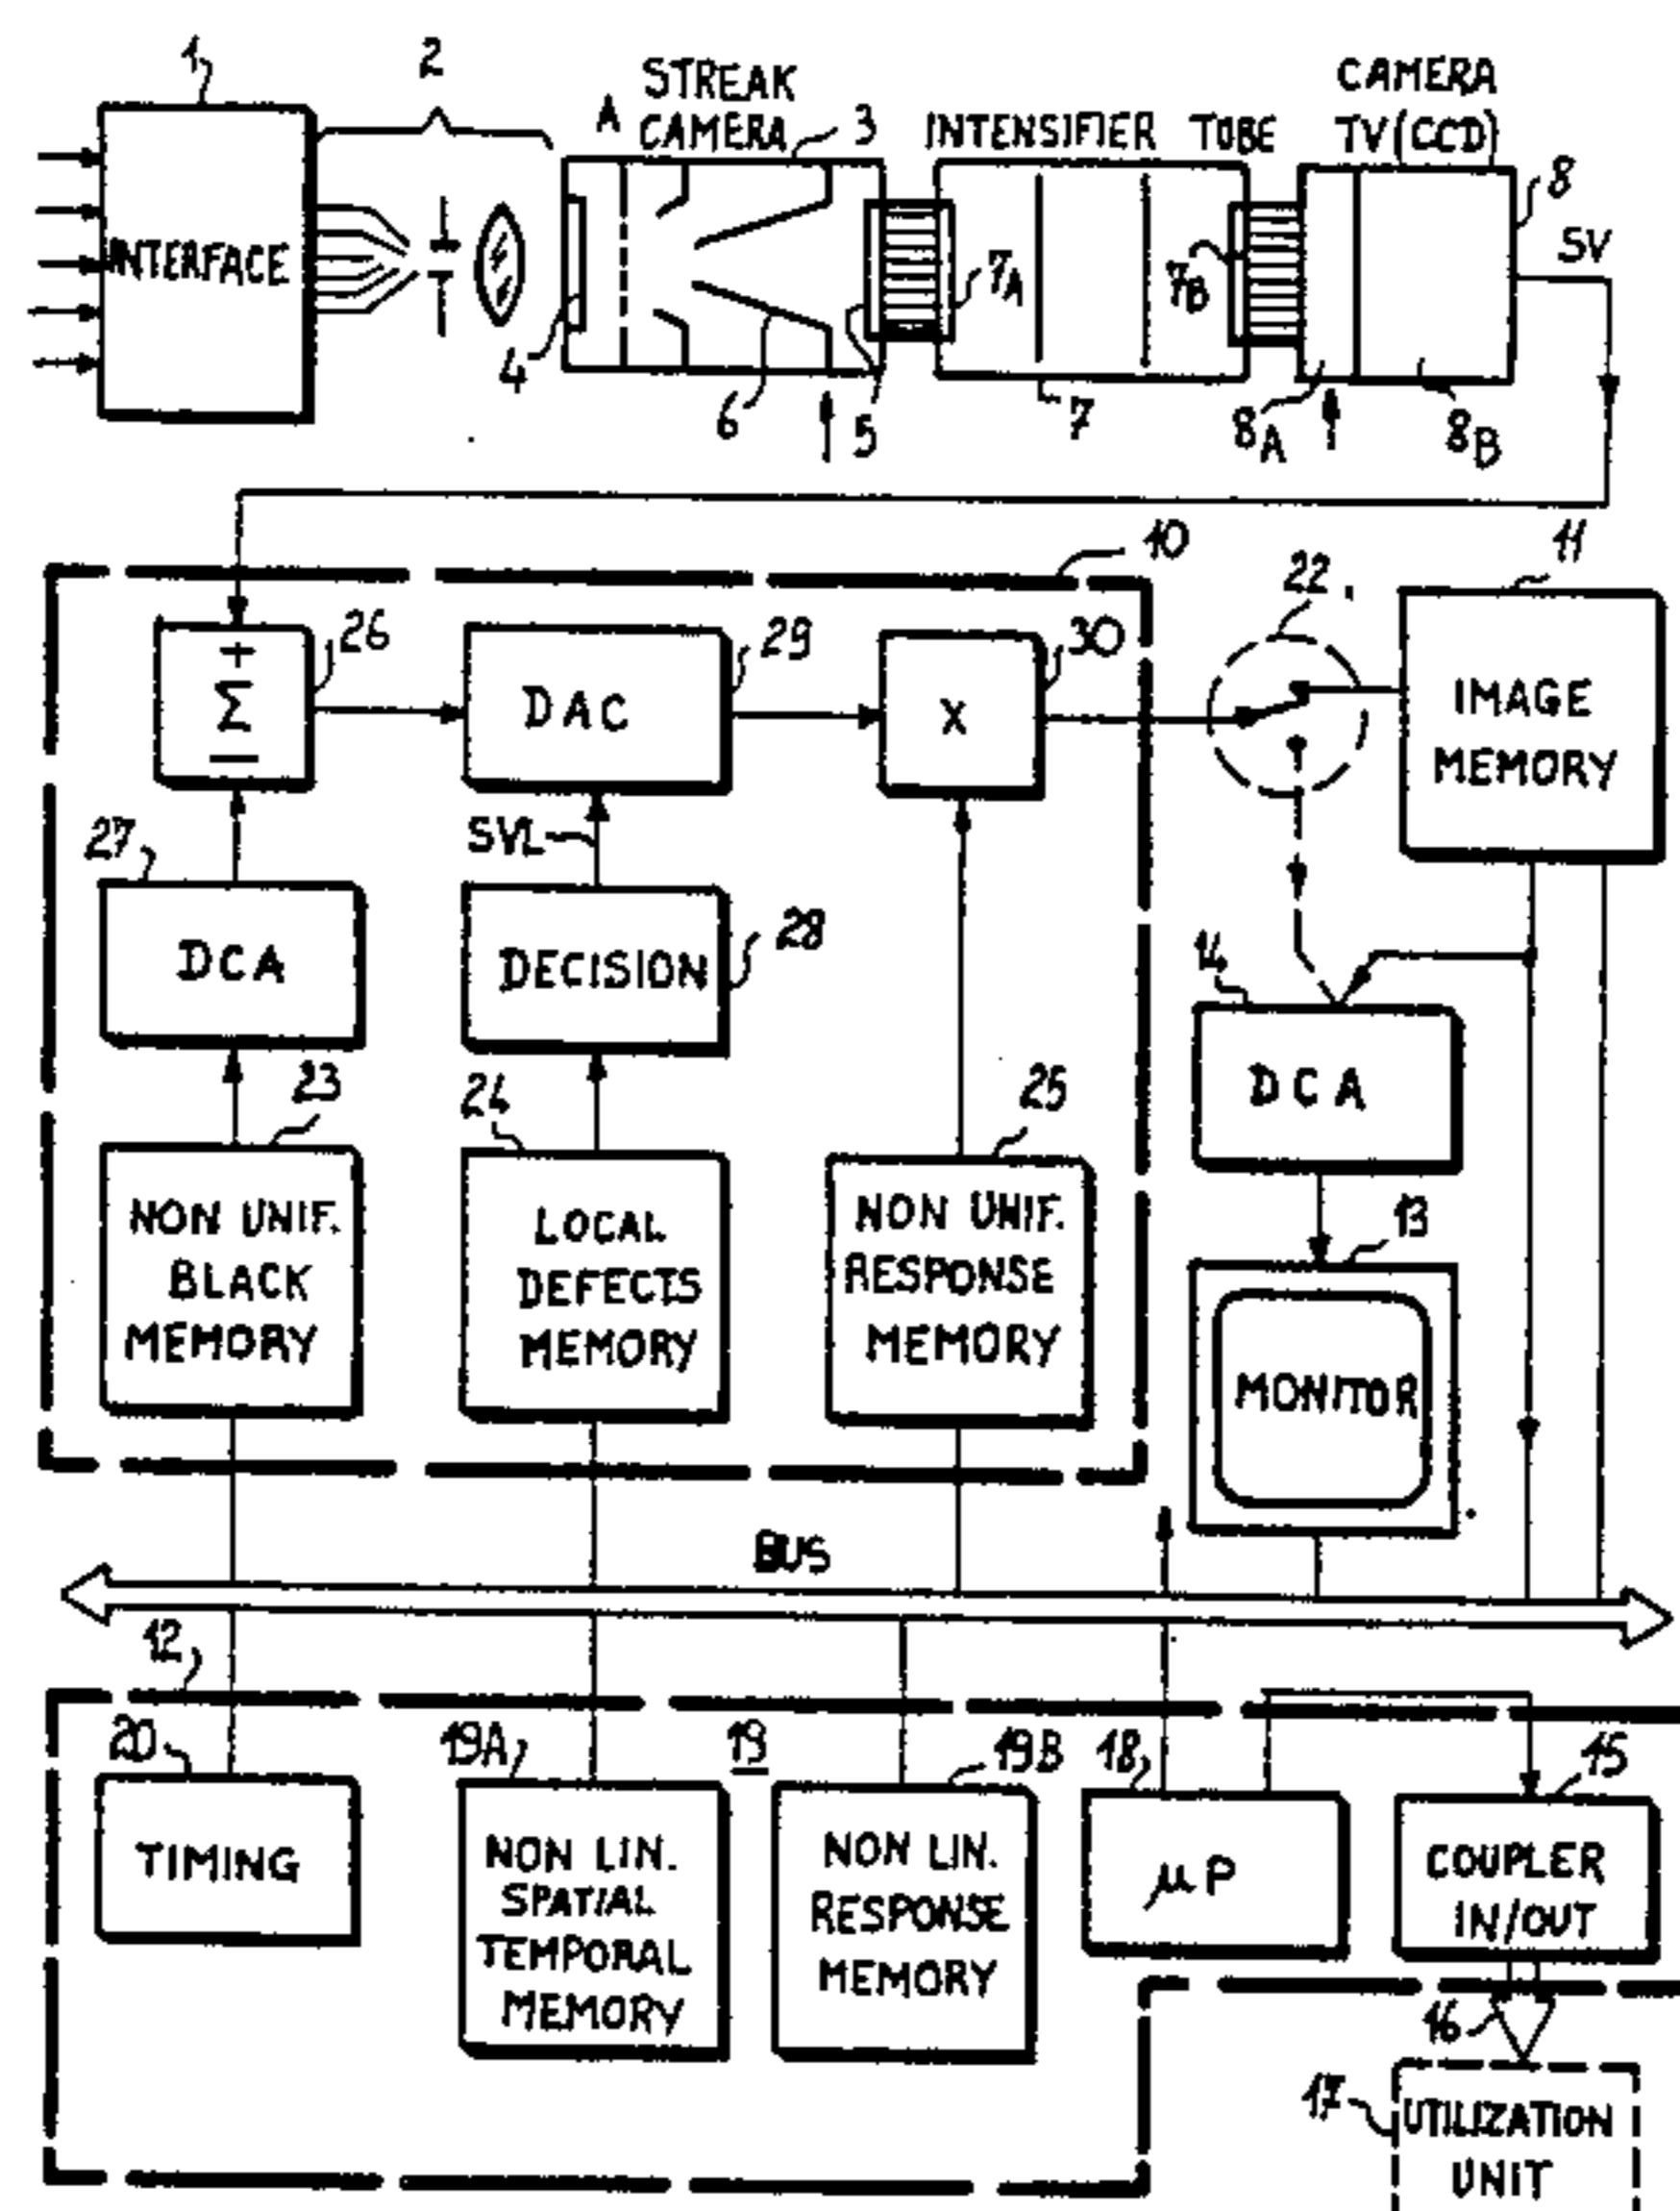 1
2
A
STREAK
CAMERA
3
INTENSIFIER TUBE
CAMERA
TV (CCD)
8
INTERFACE
SV
7A
7B
4
6
5
7
8A
8B
10
11
22
+
Σ
—
26
DAC
29
X
30
IMAGE
MEMORY
27
SVL
DCA
DECISION
28
14
DCA
23
24
25
13
NON UNIF.
BLACK
MEMORY
LOCAL
DEFECTS
MEMORY
NON UNIF.
RESPONSE
MEMORY
MONITOR
BUS
12
20
19A
19
19B
18
15
TIMING
NON LIN.
SPATIAL
TEMPORAL
MEMORY
NON LIN.
RESPONSE
MEMORY
μP
COUPLER
IN/OUT
16
17
UTILIZATION
UNIT